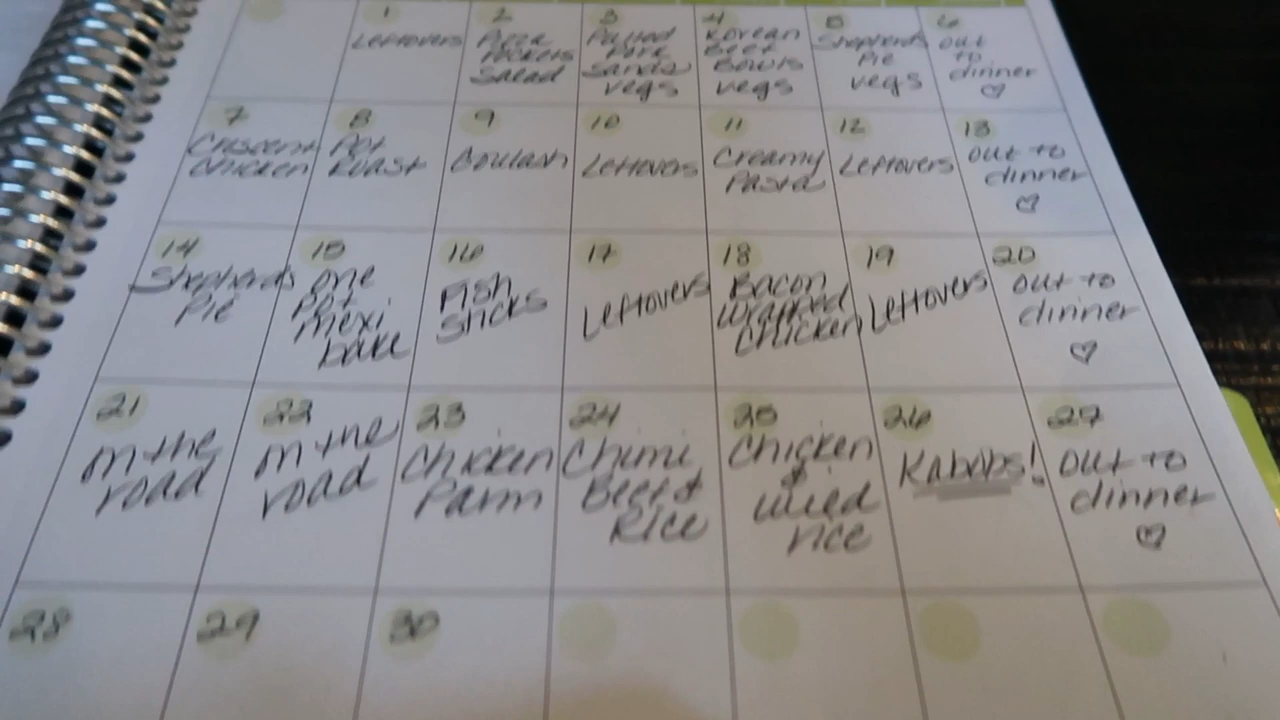 1
Leftovers
2
Pizza
Pockets
Salad
3
Pulled
Pork
Sands
vegs
4
Korean
Beef
Bowls
vegs
5
Shepherds
Pie
vegs
6
out
to
dinner
7
Crescent
Chicken
8
Pot
Roast
9
Goulash
10
Leftovers
11
Creamy
Pasta
12
Leftovers
13
out to
dinner
14
Shepherds
Pie
15
one
pot
mexi
bake
16
Fish
Sticks
17
Leftovers
18
Bacon
Wrapped
Chicken
19
Leftovers
20
out to
dinner
21
on the
road
22
on the
road
23
Chicken
Parm
24
Chimi
Beef &
Rice
25
Chicken
&
wild
rice
26
Kabobs!
27
out to
dinner
28
29
30